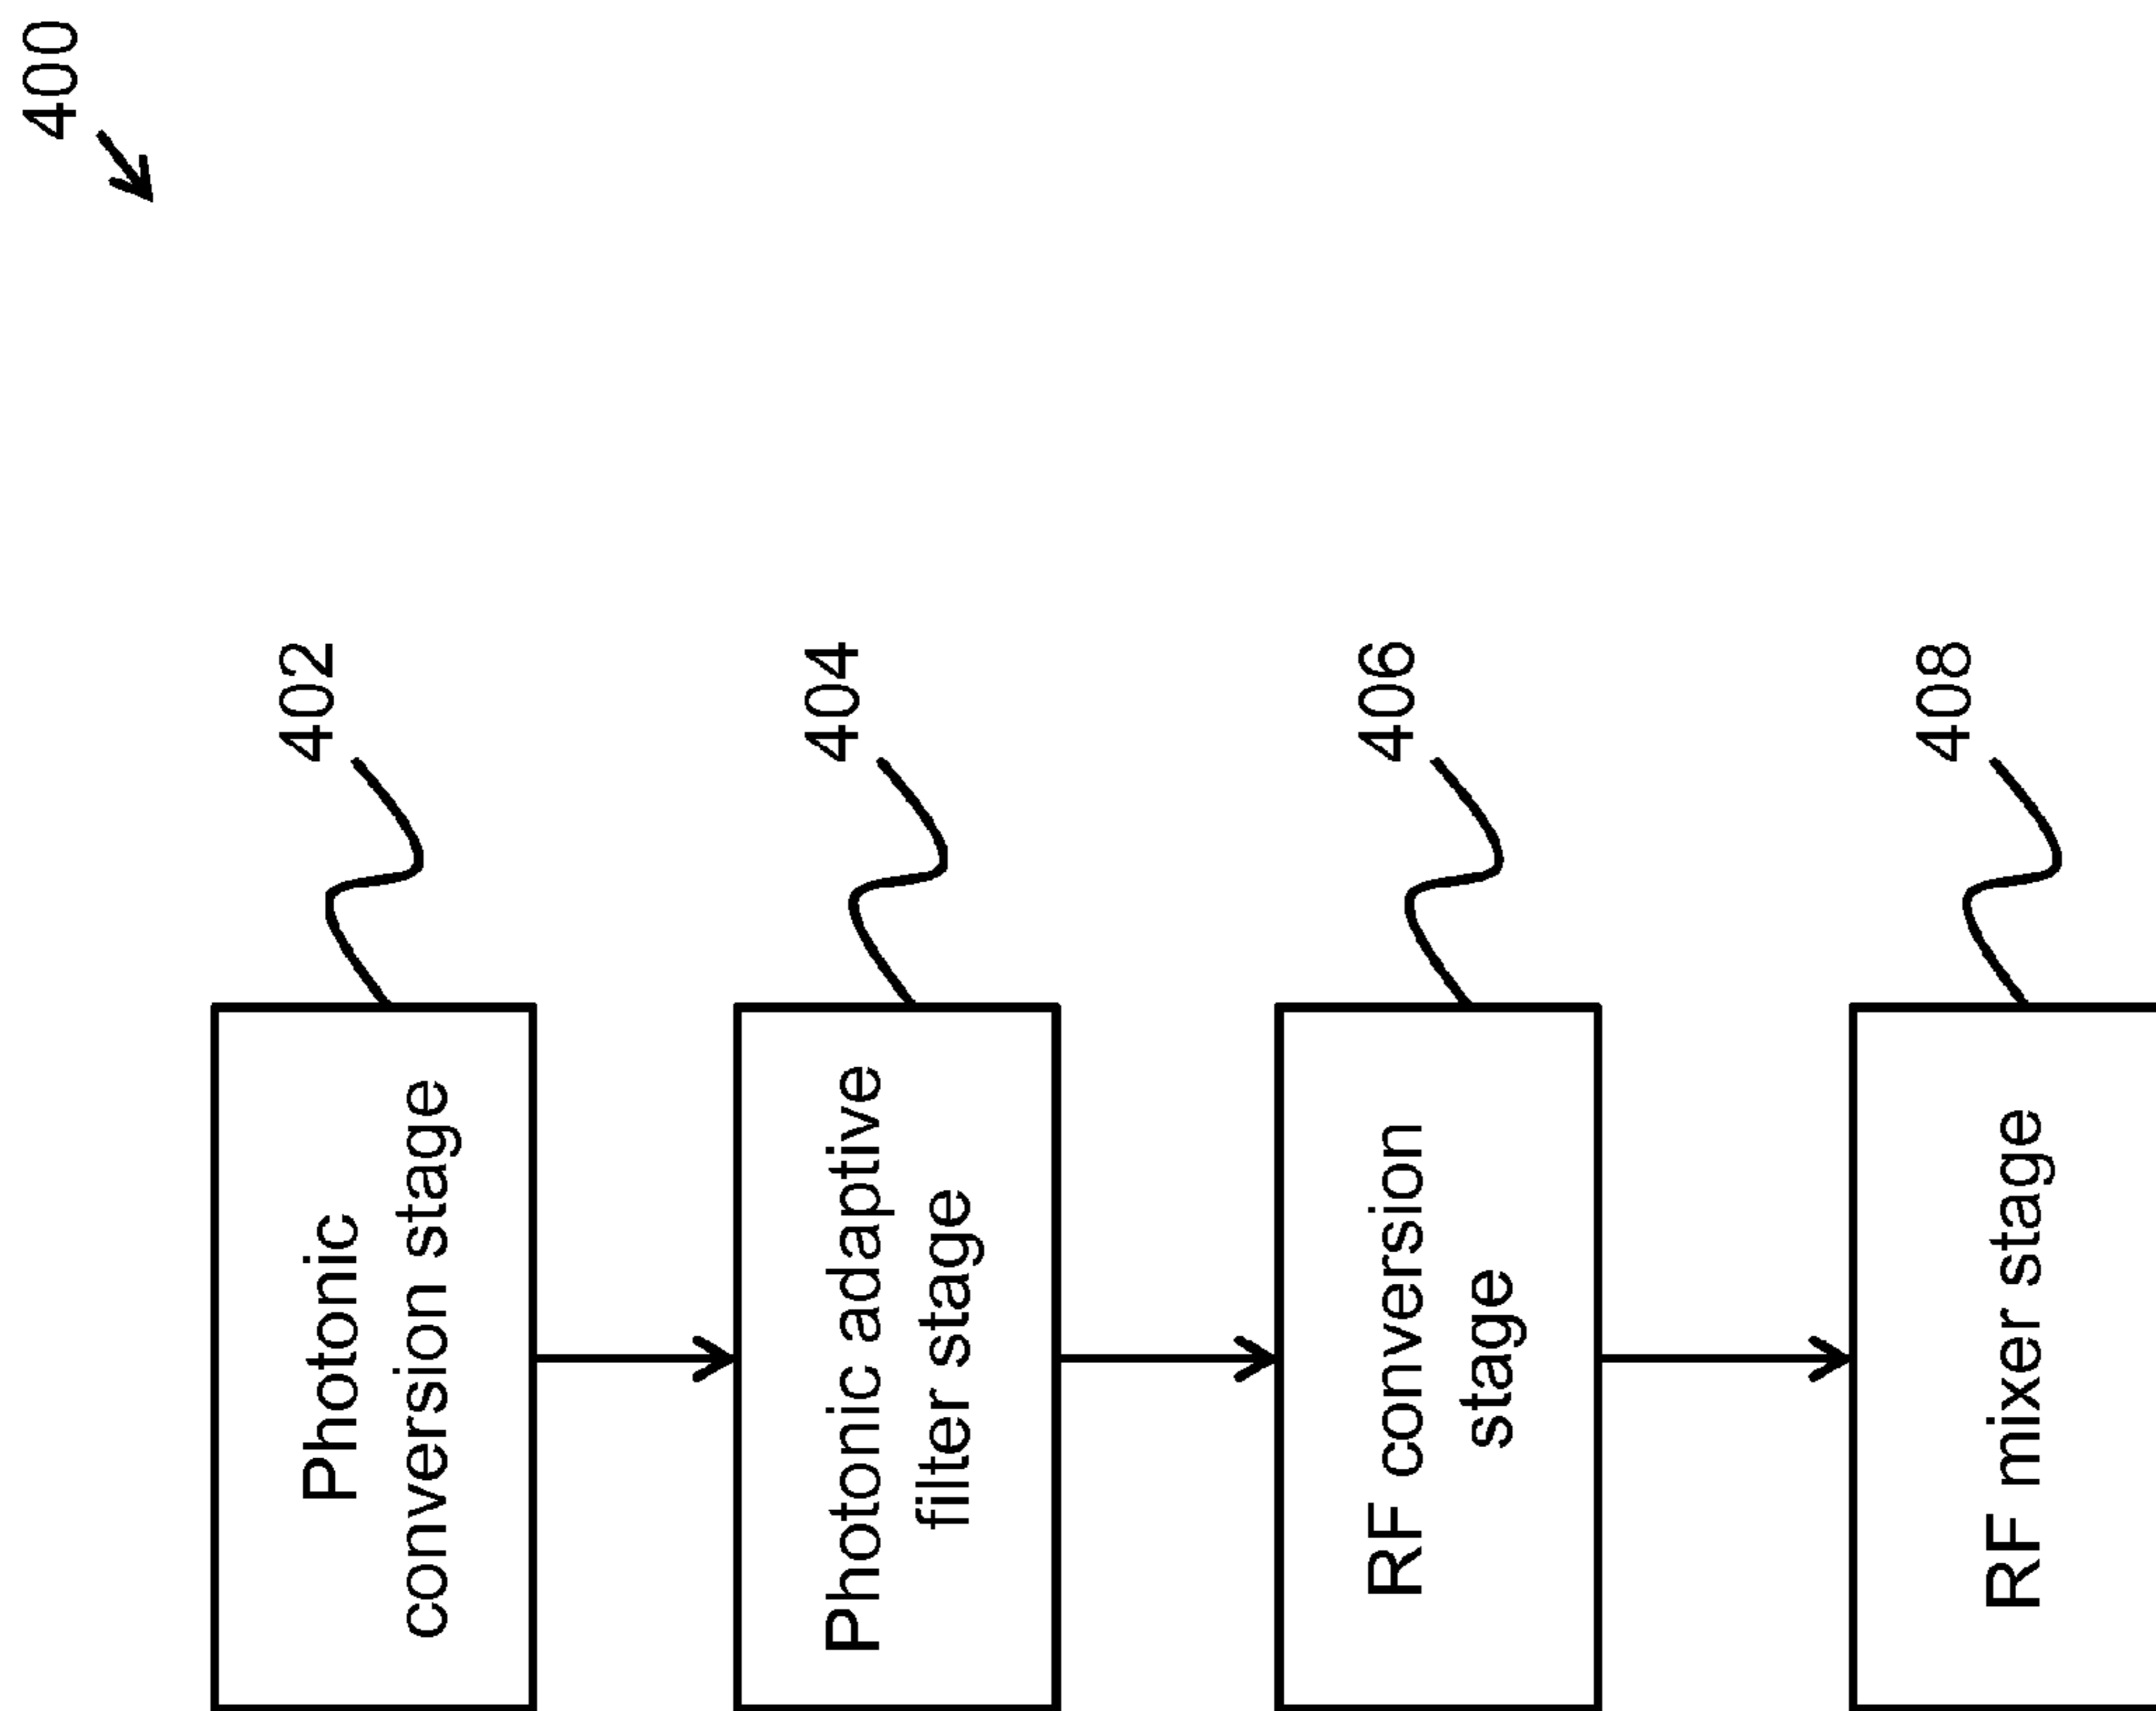 400
402
Photonic
conversion stage
404
Photonic adaptive
filter stage
406
RF conversion
stage
408
RF mixer stage